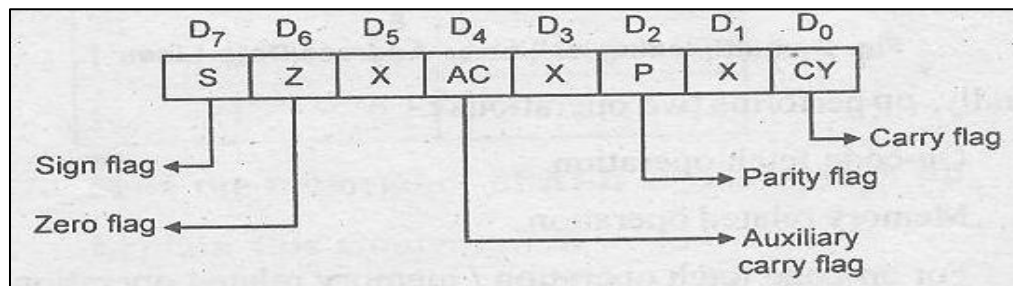 D7 D6 D5 D4 D3 D2 D1 D0
S Z X AC X P X CY
Carry flag
Sign flag
Parity flag
Zero flag
Auxiliary
carry flag